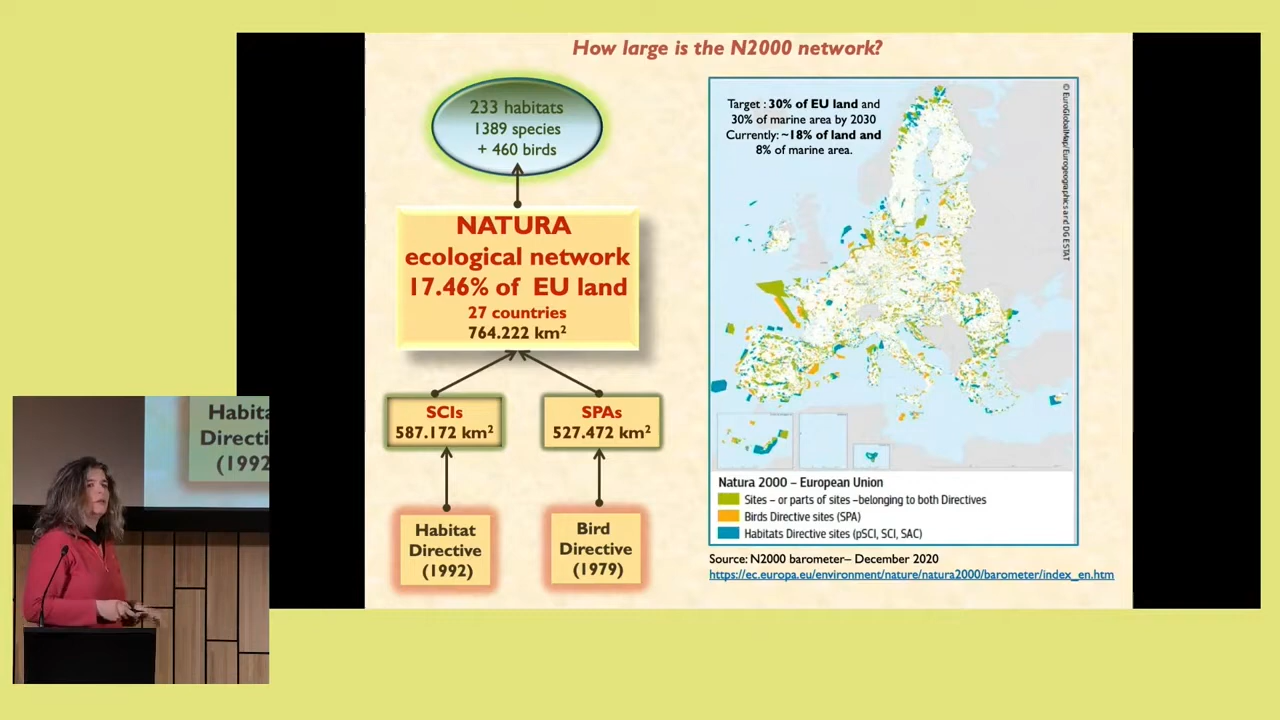 How large is the N2000 network?
233 habitats
1389 species
+ 460 birds
NATURA
ecological network
17.46% of EU land
27 countries
764.222 km²
SCIs
587.172 km²
SPAs
527.472 km²
Habitat
Directive
(1992)
Bird
Directive
(1979)
Target : 30% of EU land and
30% of marine area by 2030
Currently: ~18% of land and
8% of marine area.
© EuroGlobalMap/Eurogeographics and DG ESTAT
Natura 2000 – European Union
Sites – or parts of sites –belonging to both Directives
Birds Directive sites (SPA)
Habitats Directive sites (pSCI, SCI, SAC)
Source: N2000 barometer– December 2020
https://ec.europa.eu/environment/nature/natura2000/barometer/index_en.htm
Habita
Directi
(1992